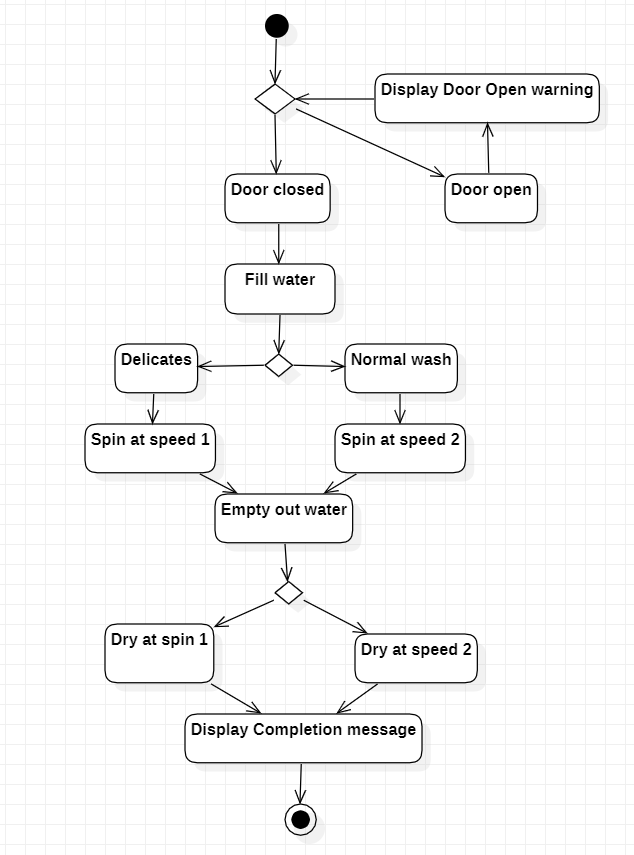 Display Door Open warning
Door closed
Door open
Fill water
Delicates
Normal wash
Spin at speed 1
Spin at speed 2
Empty out water
Dry at spin 1
Dry at speed 2
Display Completion message